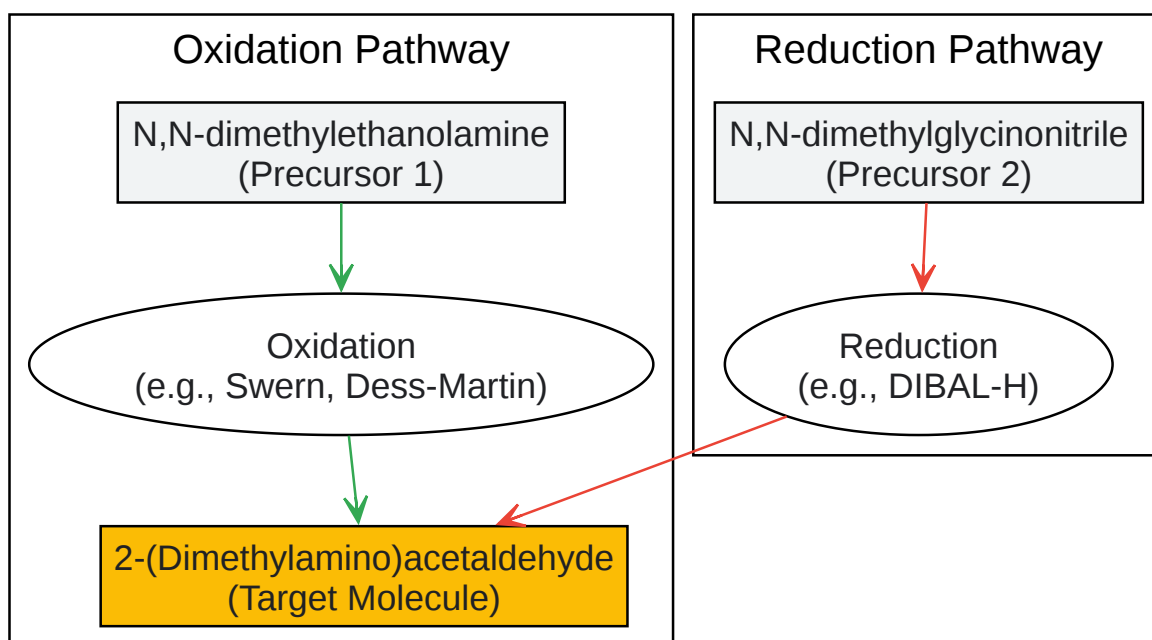 Oxidation Pathway
N,N-dimethylethanolamine
(Precursor 1)
Oxidation
(e.g., Swern, Dess-Martin)
2-(Dimethylamino)acetaldehyde
(Target Molecule)
Reduction Pathway
N,N-dimethylglycinonitrile
(Precursor 2)
Reduction
(e.g., DIBAL-H)